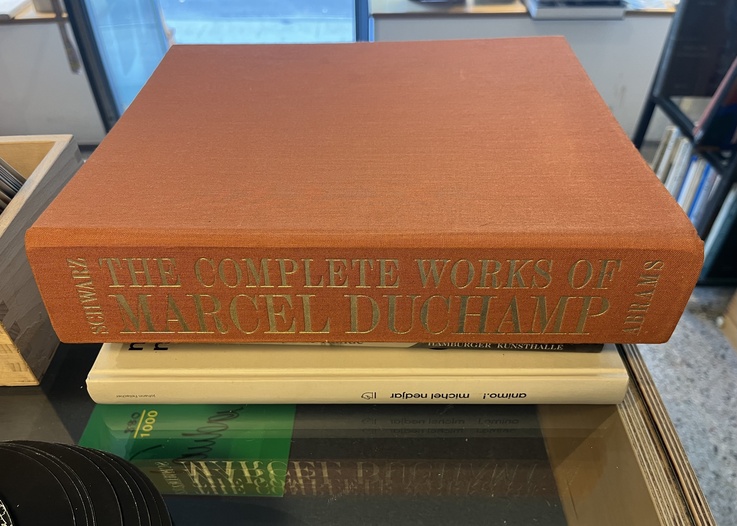 SCHWARZ
THE COMPLETE WORKS OF
MARCEL DUCHAMP
ABRAMS
HAMBURGER KUNSTHALLE
animo.! michel nedjar
1000